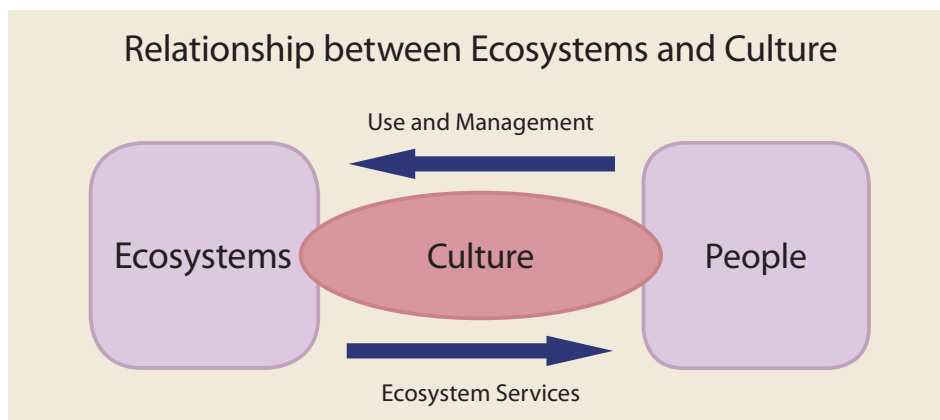 Relationship between Ecosystems and Culture
Use and Management
Ecosystems
Culture
People
Ecosystem Services